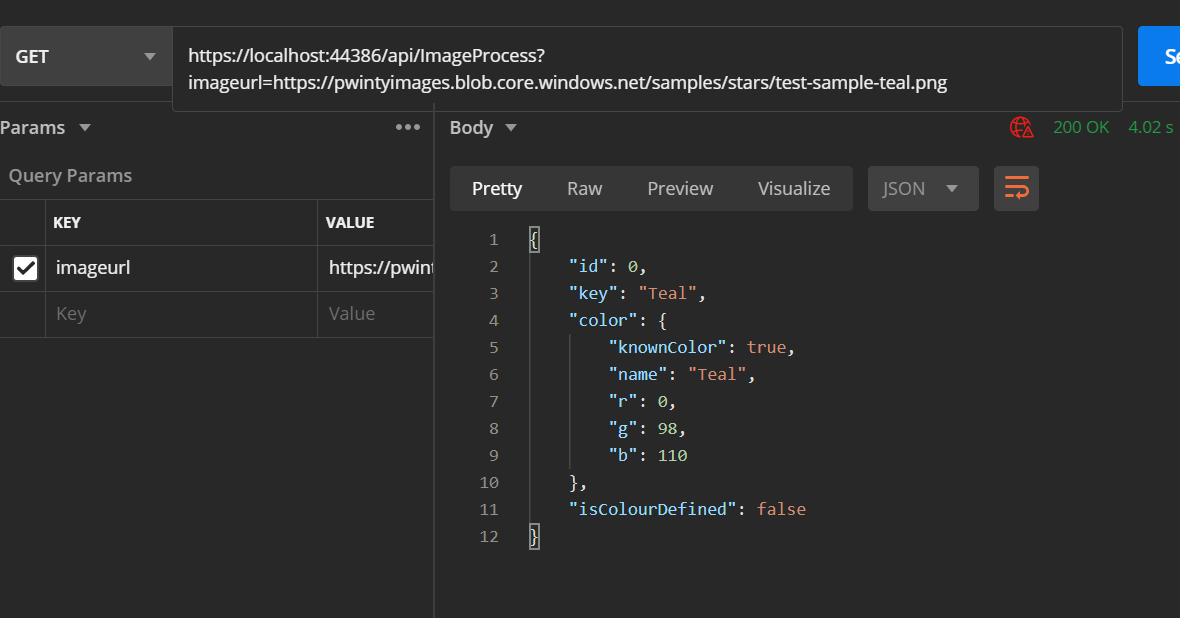 GET
https://localhost:44386/api/ImageProcess?
imageurl=https://pwintyimages.blob.core.windows.net/samples/stars/test-sample-teal.png
Se
Params
Body
200 OK 4.02 s
Query Params
Pretty Raw Preview Visualize JSON
KEY VALUE
imageurl https://pwint
Key Value
1 {
2 "id": 0,
3 "key": "Teal",
4 "color": {
5 "knownColor": true,
6 "name": "Teal",
7 "r": 0,
8 "g": 98,
9 "b": 110
10 },
11 "isColourDefined": false
12 }